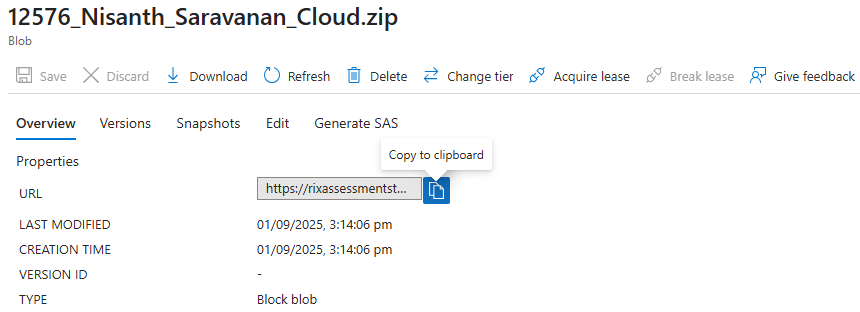 12576_Nisanth_Saravanan_Cloud.zip
Blob
Save Discard Download Refresh Delete Change tier Acquire lease Break lease Give feedback
Overview Versions Snapshots Edit Generate SAS
Copy to clipboard
Properties
URL https://rixassessmentst...
LAST MODIFIED 01/09/2025, 3:14:06 pm
CREATION TIME 01/09/2025, 3:14:06 pm
VERSION ID -
TYPE Block blob